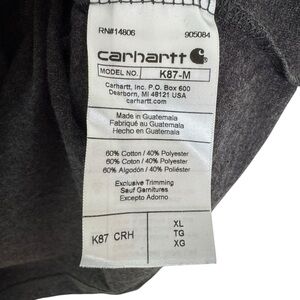 RN#14806 905084
carhartt
MODEL NO. K87-M
Carhartt, Inc. P.O. Box 600
Dearborn, MI 48121 USA
carhartt.com
Made in Guatemala
Fabriqué au Guatemala
Hecho en Guatemala
60% Cotton / 40% Polyester
60% Coton / 40% Polyester
60% Algodón / 40% Poliéster
Exclusive Trimming
Sauf Garnitures
Excepto Adorno
K87 CRH
XL
TG
XG